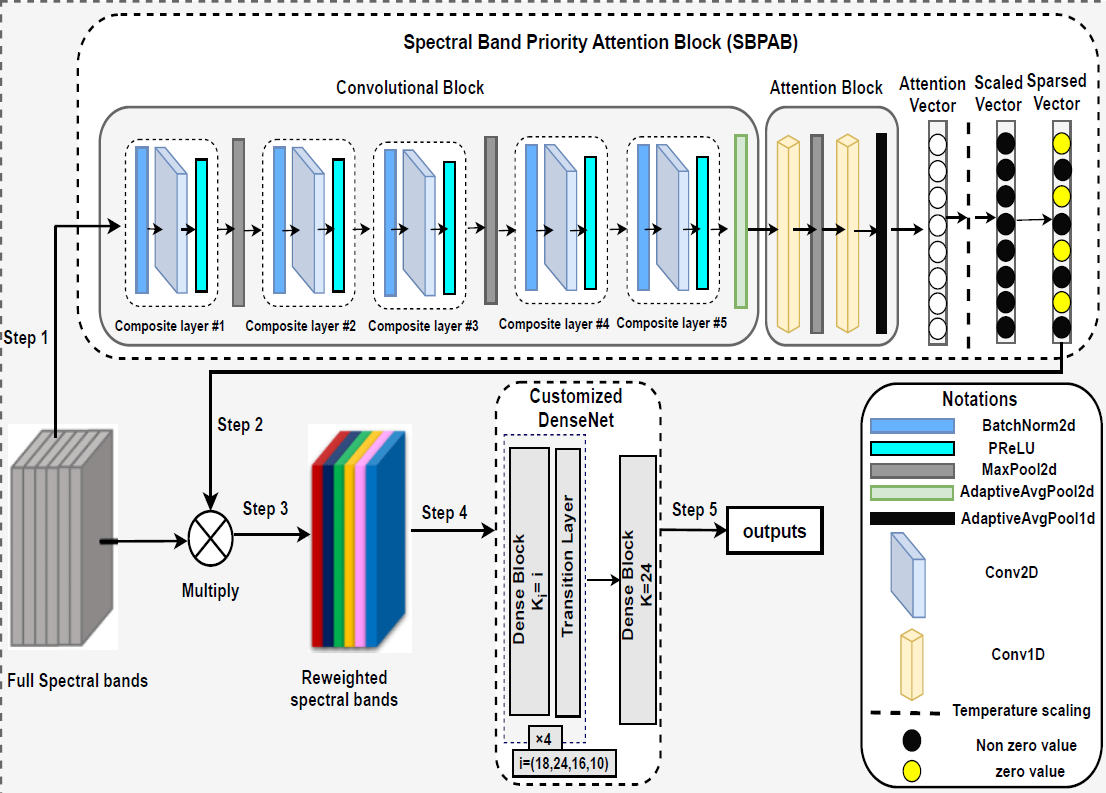 Spectral Band Priority Attention Block (SBPAB)
Convolutional Block
Attention Block
Attention
Vector
Scaled
Vector
Sparsed
Vector
Composite layer #1
Composite layer #2
Composite layer #3
Composite layer #4
Composite layer #5
Step 1
Step 2
Step 3
Multiply
Full Spectral bands
Reweighted
spectral bands
Step 4
Customized
DenseNet
Dense Block
Ki= i
Transition Layer
Dense Block
K=24
×4
i=(18,24,16,10)
Step 5
outputs
Notations
BatchNorm2d
PReLU
MaxPool2d
AdaptiveAvgPool2d
AdaptiveAvgPool1d
Conv2D
Conv1D
Temperature scaling
Non zero value
zero value